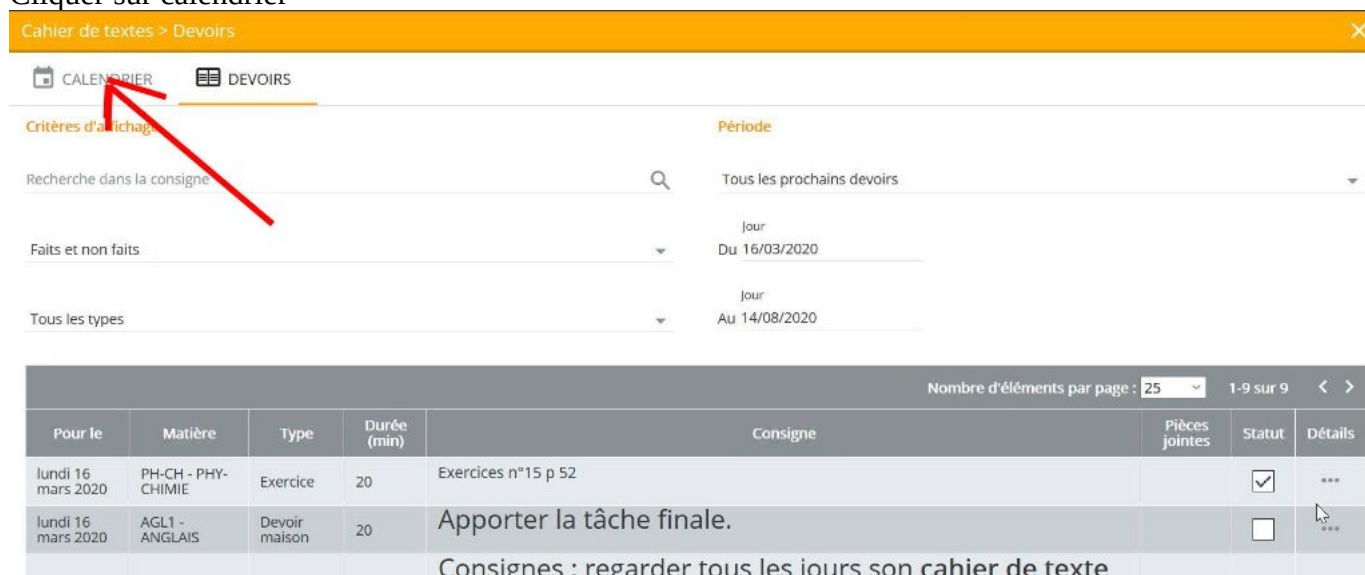 Cliquer sur calendrier
Cahier de textes > Devoirs
CALENDRIER DEVOIRS
Critères d'affichage Période
Recherche dans la consigne Tous les prochains devoirs
Jour
Faits et non faits Du 16/03/2020
Jour
Tous les types Au 14/08/2020
Nombre d'éléments par page : 25 1-9 sur 9 < >
Pour le Matière Type Durée (min) Consigne Pièces jointes Statut Détails
lundi 16 mars 2020 PH-CH - PHY-CHIMIE Exercice 20 Exercices n°15 p 52
lundi 16 mars 2020 AGL1 - ANGLAIS Devoir maison 20 Apporter la tâche finale.
Consignes : regarder tous les jours son cahier de texte